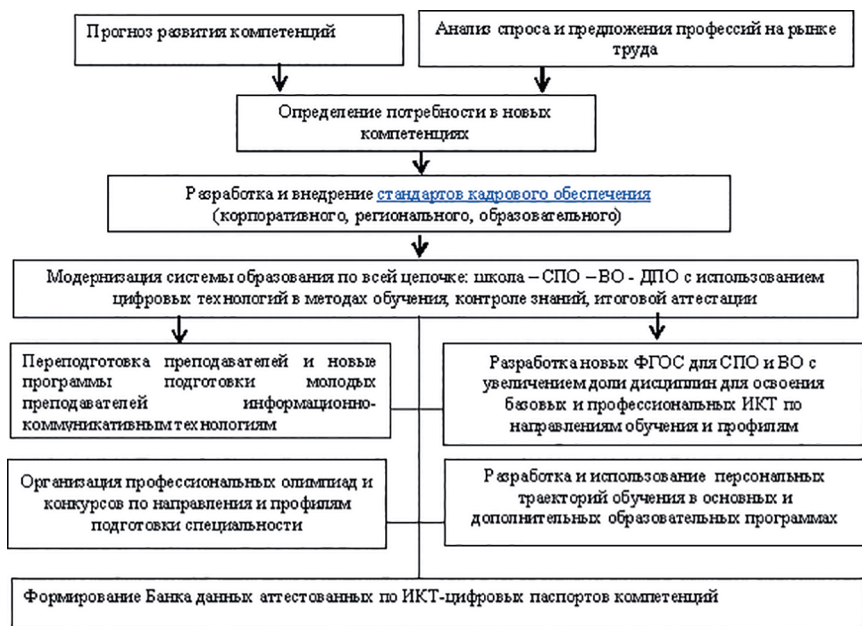 Прогноз развития компетенций
Анализ спроса и предложения профессий на рынке
труда
Определение потребности в новых
компетенциях
Разработка и внедрение стандартов кадрового обеспечения
(корпоративного, регионального, образовательного)
Модернизация системы образования по всей цепочке: школа – СПО – ВО - ДПО с использованием
цифровых технологий в методах обучения, контроле знаний, итоговой аттестации
Переподготовка преподавателей и новые
программы подготовки молодых
преподавателей информационно-
коммуникативным технологиям
Разработка новых ФГОС для СПО и ВО с
увеличением доли дисциплин для освоения
базовых и профессиональных ИКТ по
направлениям обучения и профилям
Организация профессиональных олимпиад и
конкурсов по направления и профилям
подготовки специальности
Разработка и использование персональных
траекторий обучения в основных и
дополнительных образовательных программах
Формирование Банка данных аттестованных по ИКТ-цифровых паспортов компетенций